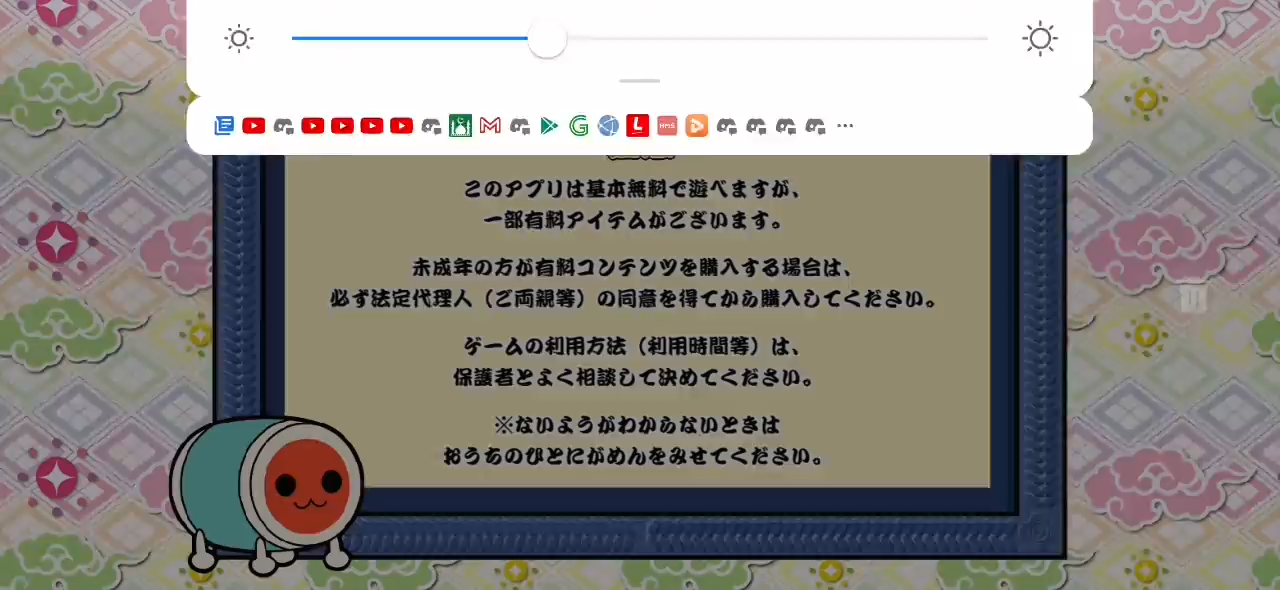 L
HMS
このアプリは基本無料で遊べますが、
一部有料アイテムがございます。
未成年の方が有料コンテンツを購入する場合は、
必ず法定代理人（ご両親等）の同意を得てから購入してください。
ゲームの利用方法（利用時間等）は、
保護者とよく相談して決めてください。
※ないようがわからないときは
おうちのひとにがめんをみせてください。